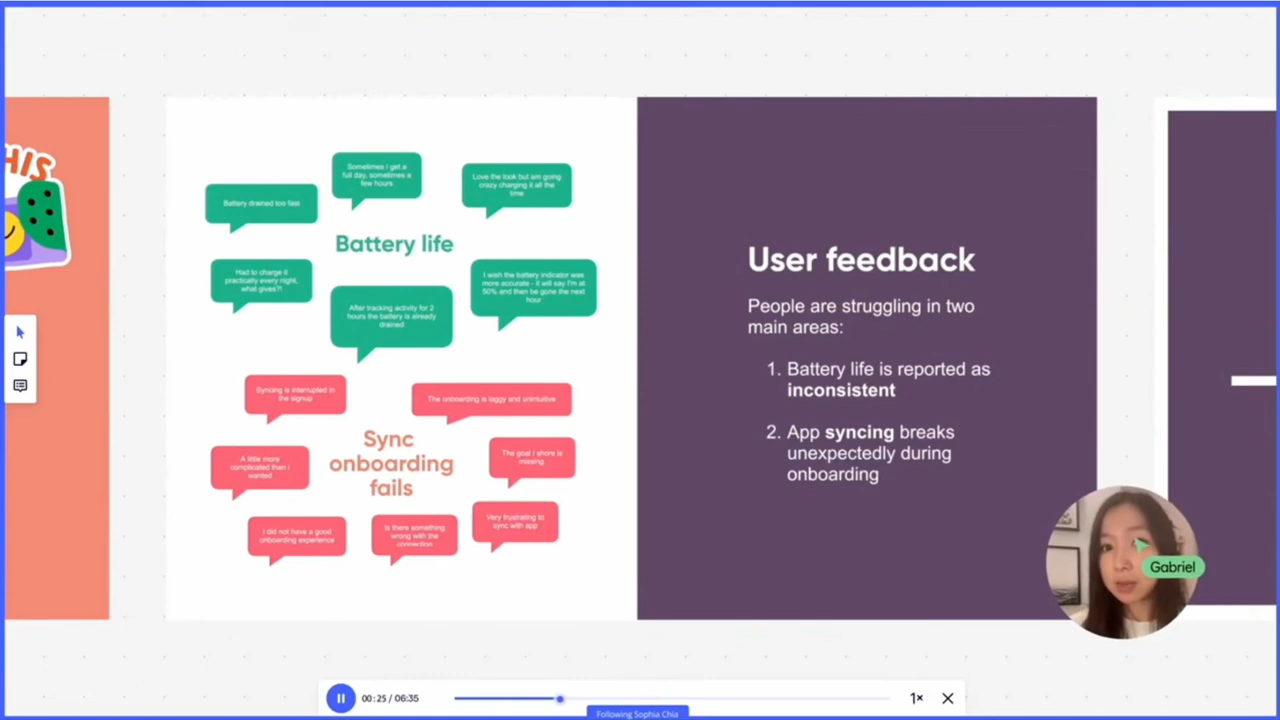 HIS
Sometimes I get a
full day, sometimes a
few hours
Love the look but am going
crazy charging it all the
time
Battery drained too fast
Battery life
Had to charge it
practically every night,
what gives?!
I wish the battery indicator was
more accurate - it will say I'm at
50% and then be gone the next
hour
After tracking activity for 2
hours the battery is already
drained
Syncing is interrupted in
the signup
The onboarding is laggy and unintuitive
Sync
onboarding
fails
A little more
complicated than I
wanted
The goal / shore is
missing.
I did not have a good
onboarding experience
Is there something
wrong with the
connection
Very frustrating to
sync with app
User feedback
People are struggling in two
main areas:
1. Battery life is reported as
inconsistent
2. App syncing breaks
unexpectedly during
onboarding
Gabriel
00:25 / 06:35
1×
Following Sophia Chia